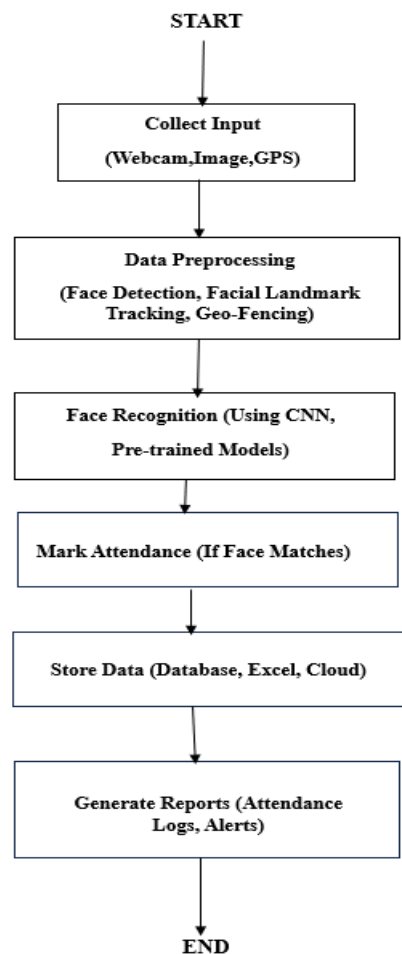 START
Collect Input
(Webcam,Image,GPS)
Data Preprocessing
(Face Detection, Facial Landmark
Tracking, Geo-Fencing)
Face Recognition (Using CNN,
Pre-trained Models)
Mark Attendance (If Face Matches)
Store Data (Database, Excel, Cloud)
Generate Reports (Attendance
Logs, Alerts)
END